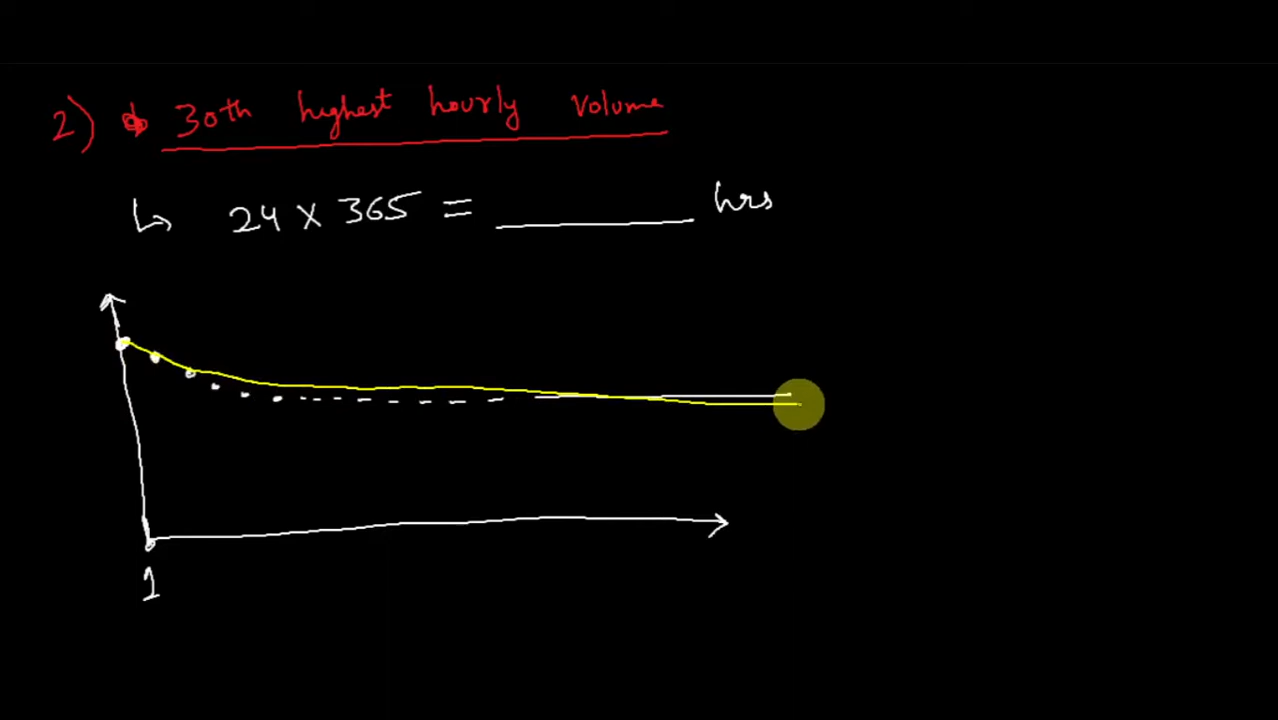 2) 30th highest hourly volume
↳ 24 x 365 = ______ hrs
1